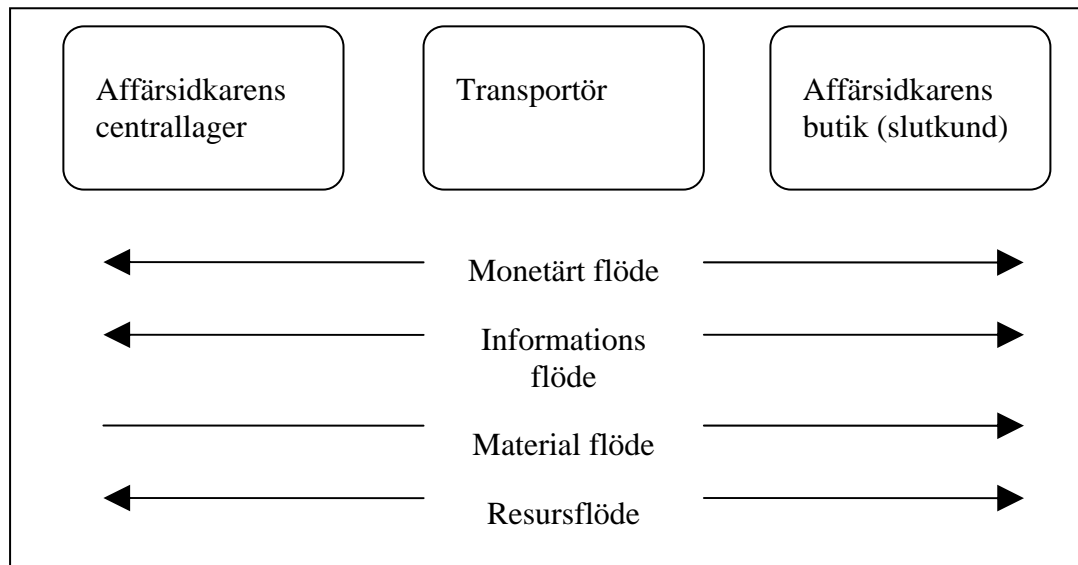 Affärsidkarens
centrallager
Transportör
Affärsidkarens
butik (slutkund)
Monetärt flöde
Informations
flöde
Material flöde
Resursflöde